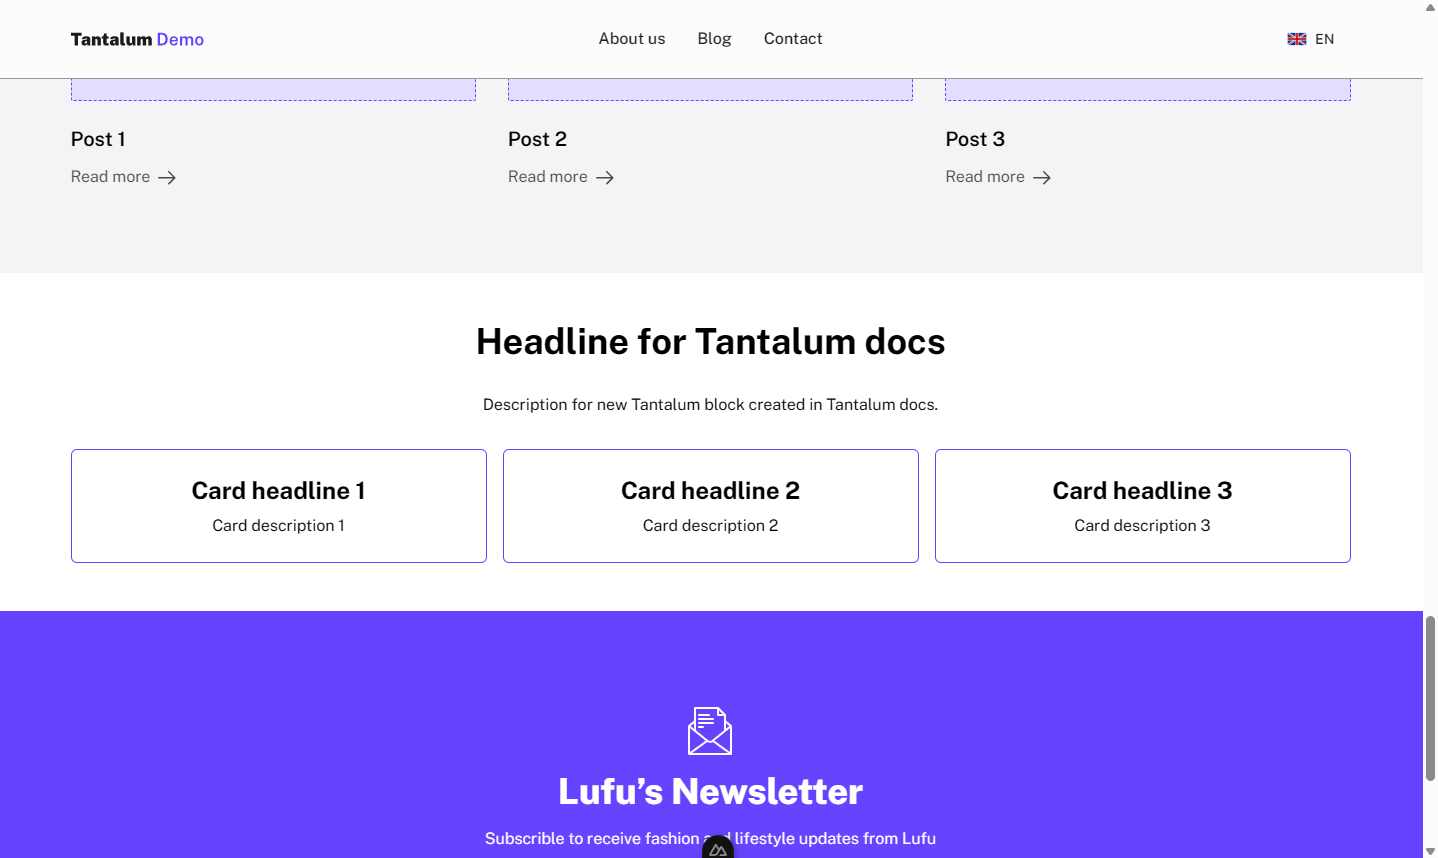 Tantalum Demo
About us Blog Contact
EN
Post 1
Read more
Post 2
Read more
Post 3
Read more
Headline for Tantalum docs
Description for new Tantalum block created in Tantalum docs.
Card headline 1
Card description 1
Card headline 2
Card description 2
Card headline 3
Card description 3
Lufu’s Newsletter
Subscrible to receive fashion and lifestyle updates from Lufu